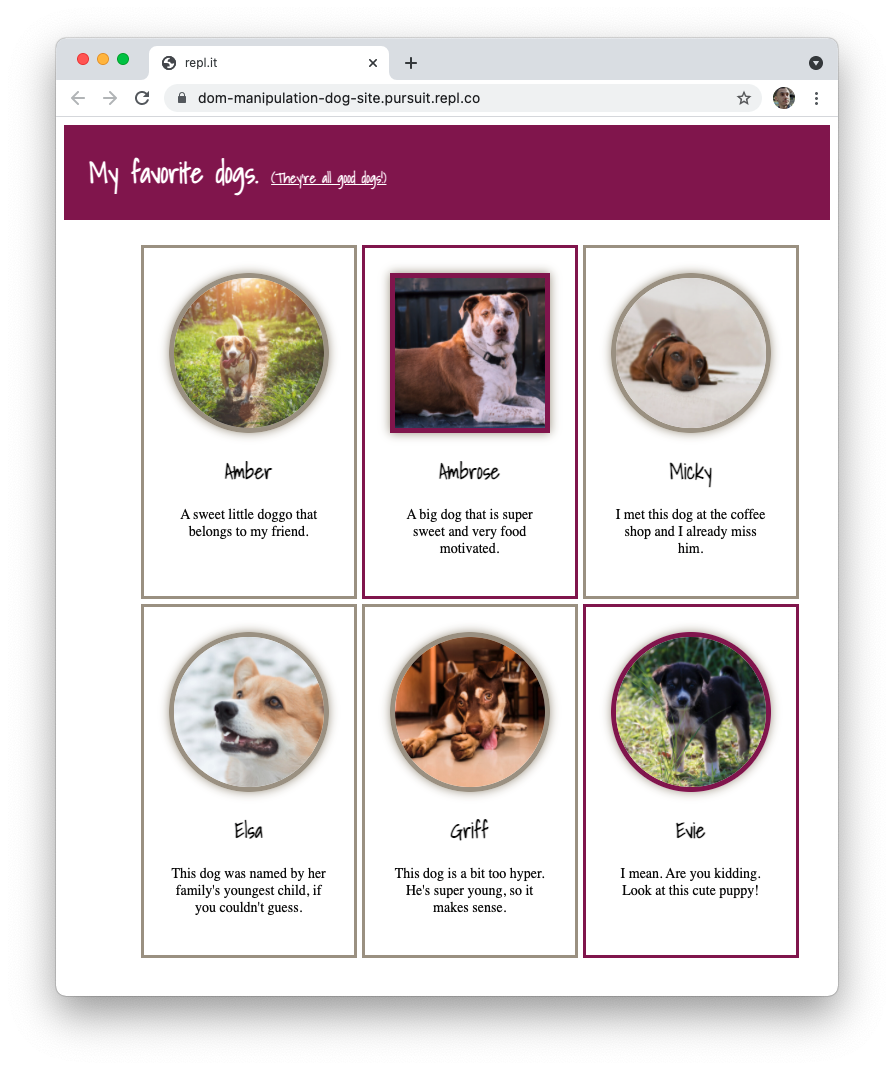 repl.it
dom-manipulation-dog-site.pursuit.repl.co
My favorite dogs. (They're all good dogs!)
Amber
A sweet little doggo that
belongs to my friend.
Ambrose
A big dog that is super
sweet and very food
motivated.
Micky
I met this dog at the coffee
shop and I already miss
him.
Elsa
This dog was named by her
family's youngest child, if
you couldn't guess.
Griff
This dog is a bit too hyper.
He's super young, so it
makes sense.
Evie
I mean. Are you kidding.
Look at this cute puppy!